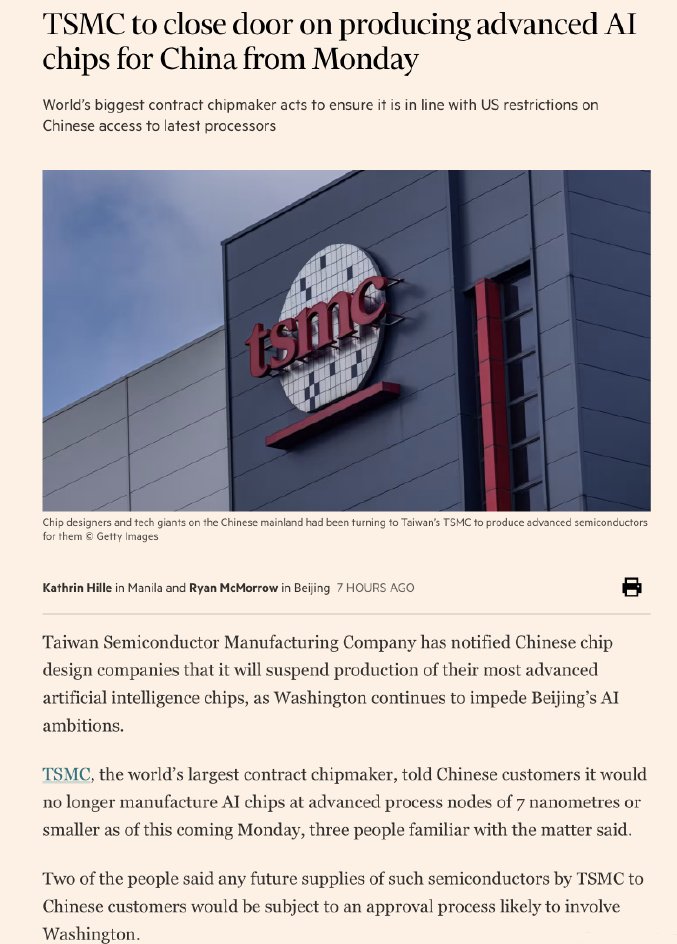 TSMC to close door on producing advanced AI
chips for China from Monday
World's biggest contract chipmaker acts to ensure it is in line with US restrictions on
Chinese access to latest processors
tsmc
Chip designers and tech giants on the Chinese mainland had been turning to Taiwan's TSMC to produce advanced semiconductors
for them © Getty Images
Kathrin Hille in Manila and Ryan McMorrow in Beijing 7 HOURS AGO
Taiwan Semiconductor Manufacturing Company has notified Chinese chip
design companies that it will suspend production of their most advanced
artificial intelligence chips, as Washington continues to impede Beijing's AI
ambitions.
TSMC, the world's largest contract chipmaker, told Chinese customers it would
no longer manufacture AI chips at advanced process nodes of 7 nanometres or
smaller as of this coming Monday, three people familiar with the matter said.
Two of the people said any future supplies of such semiconductors by TSMC to
Chinese customers would be subject to an approval process likely to involve
Washington.